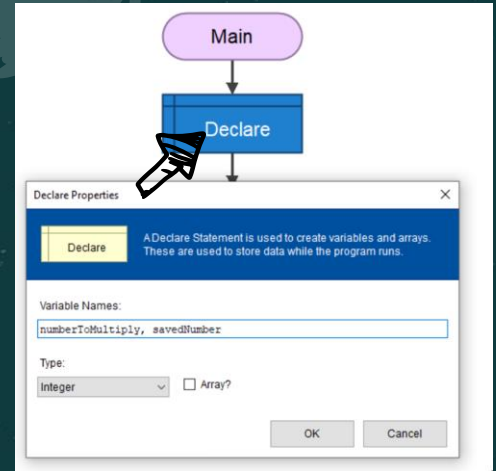 Main
Declare
Declare Properties
Declare
A Declare Statement is used to create variables and arrays.
These are used to store data while the program runs.
Variable Names:
numberToMultiply, savedNumber
Type:
Integer
Array?
OK
Cancel